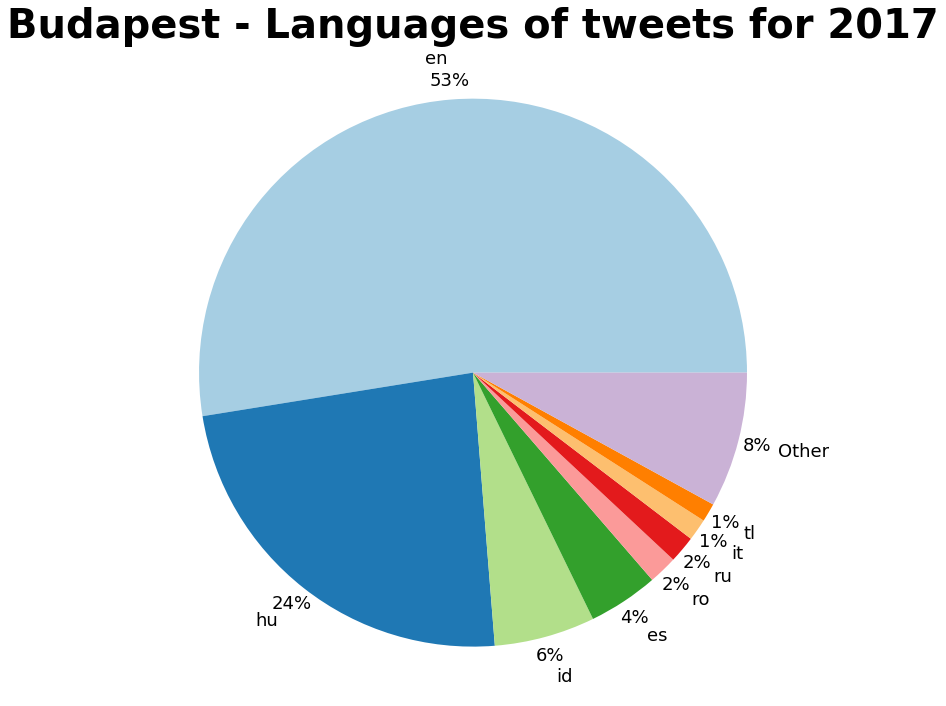 Budapest - Languages of tweets for 2017
en
53%
8% Other
1% tl
1% it
2% ru
2% ro
4% es
6%
id
24%
hu